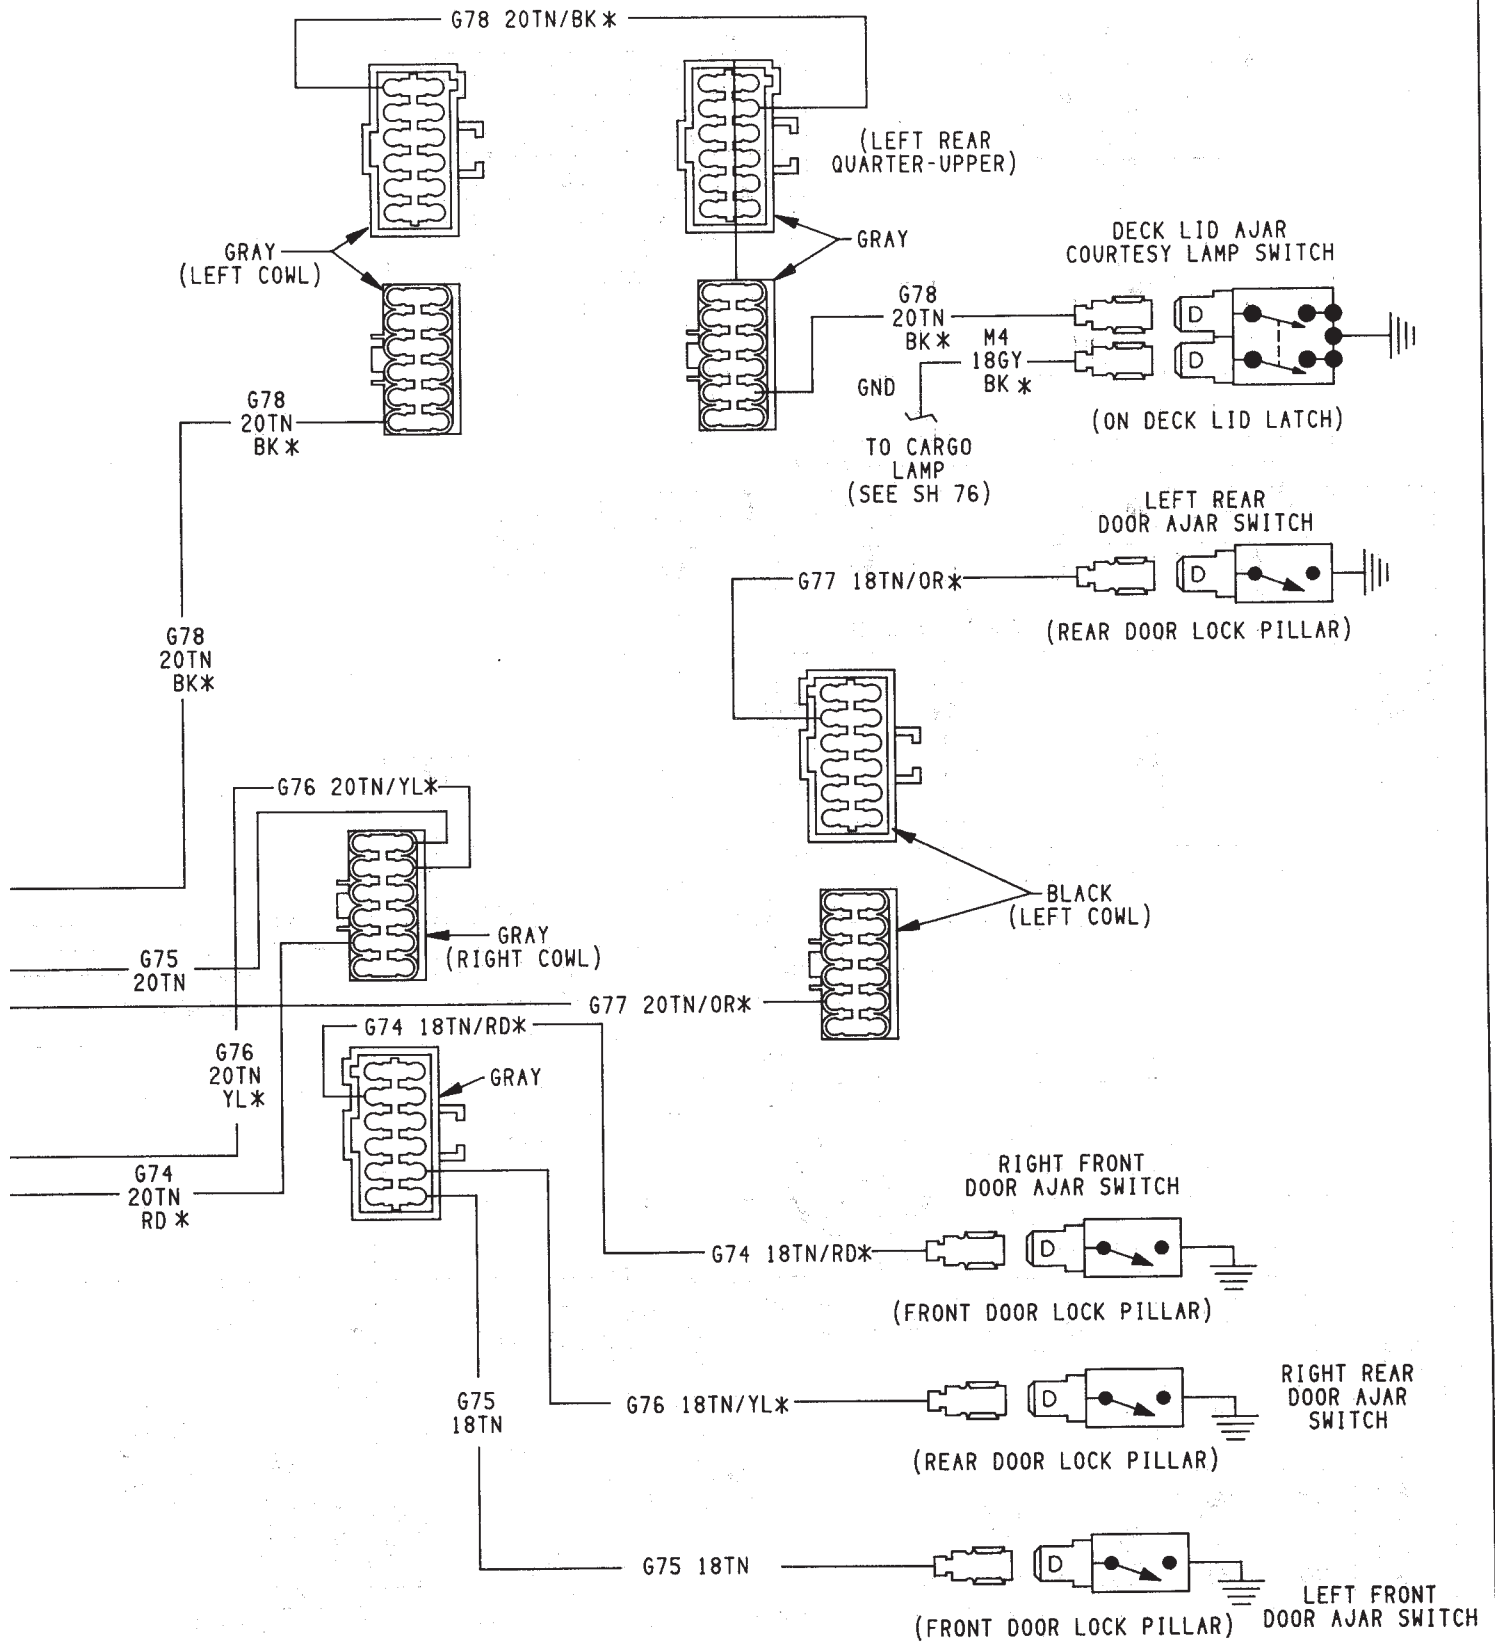 G78 20TN/BK*
(LEFT REAR
QUARTER-UPPER)
GRAY
(LEFT COWL)
GRAY
DECK LID AJAR
COURTESY LAMP SWITCH
G78
20TN
BK*
M4
18GY
BK*
GND
D
D
(ON DECK LID LATCH)
TO CARGO
LAMP
(SEE SH 76)
G78
20TN
BK*
LEFT REAR
DOOR AJAR SWITCH
G77 18TN/OR*
D
(REAR DOOR LOCK PILLAR)
G78
20TN
BK*
G76 20TN/YL*
BLACK
(LEFT COWL)
GRAY
(RIGHT COWL)
G75
20TN
G77 20TN/OR*
G74 18TN/RD*
G76
20TN
YL*
GRAY
G74
20TN
RD*
RIGHT FRONT
DOOR AJAR SWITCH
G74 18TN/RD*
D
(FRONT DOOR LOCK PILLAR)
G75
18TN
G76 18TN/YL*
D
RIGHT REAR
DOOR AJAR
SWITCH
(REAR DOOR LOCK PILLAR)
G75 18TN
D
LEFT FRONT
DOOR AJAR SWITCH
(FRONT DOOR LOCK PILLAR)